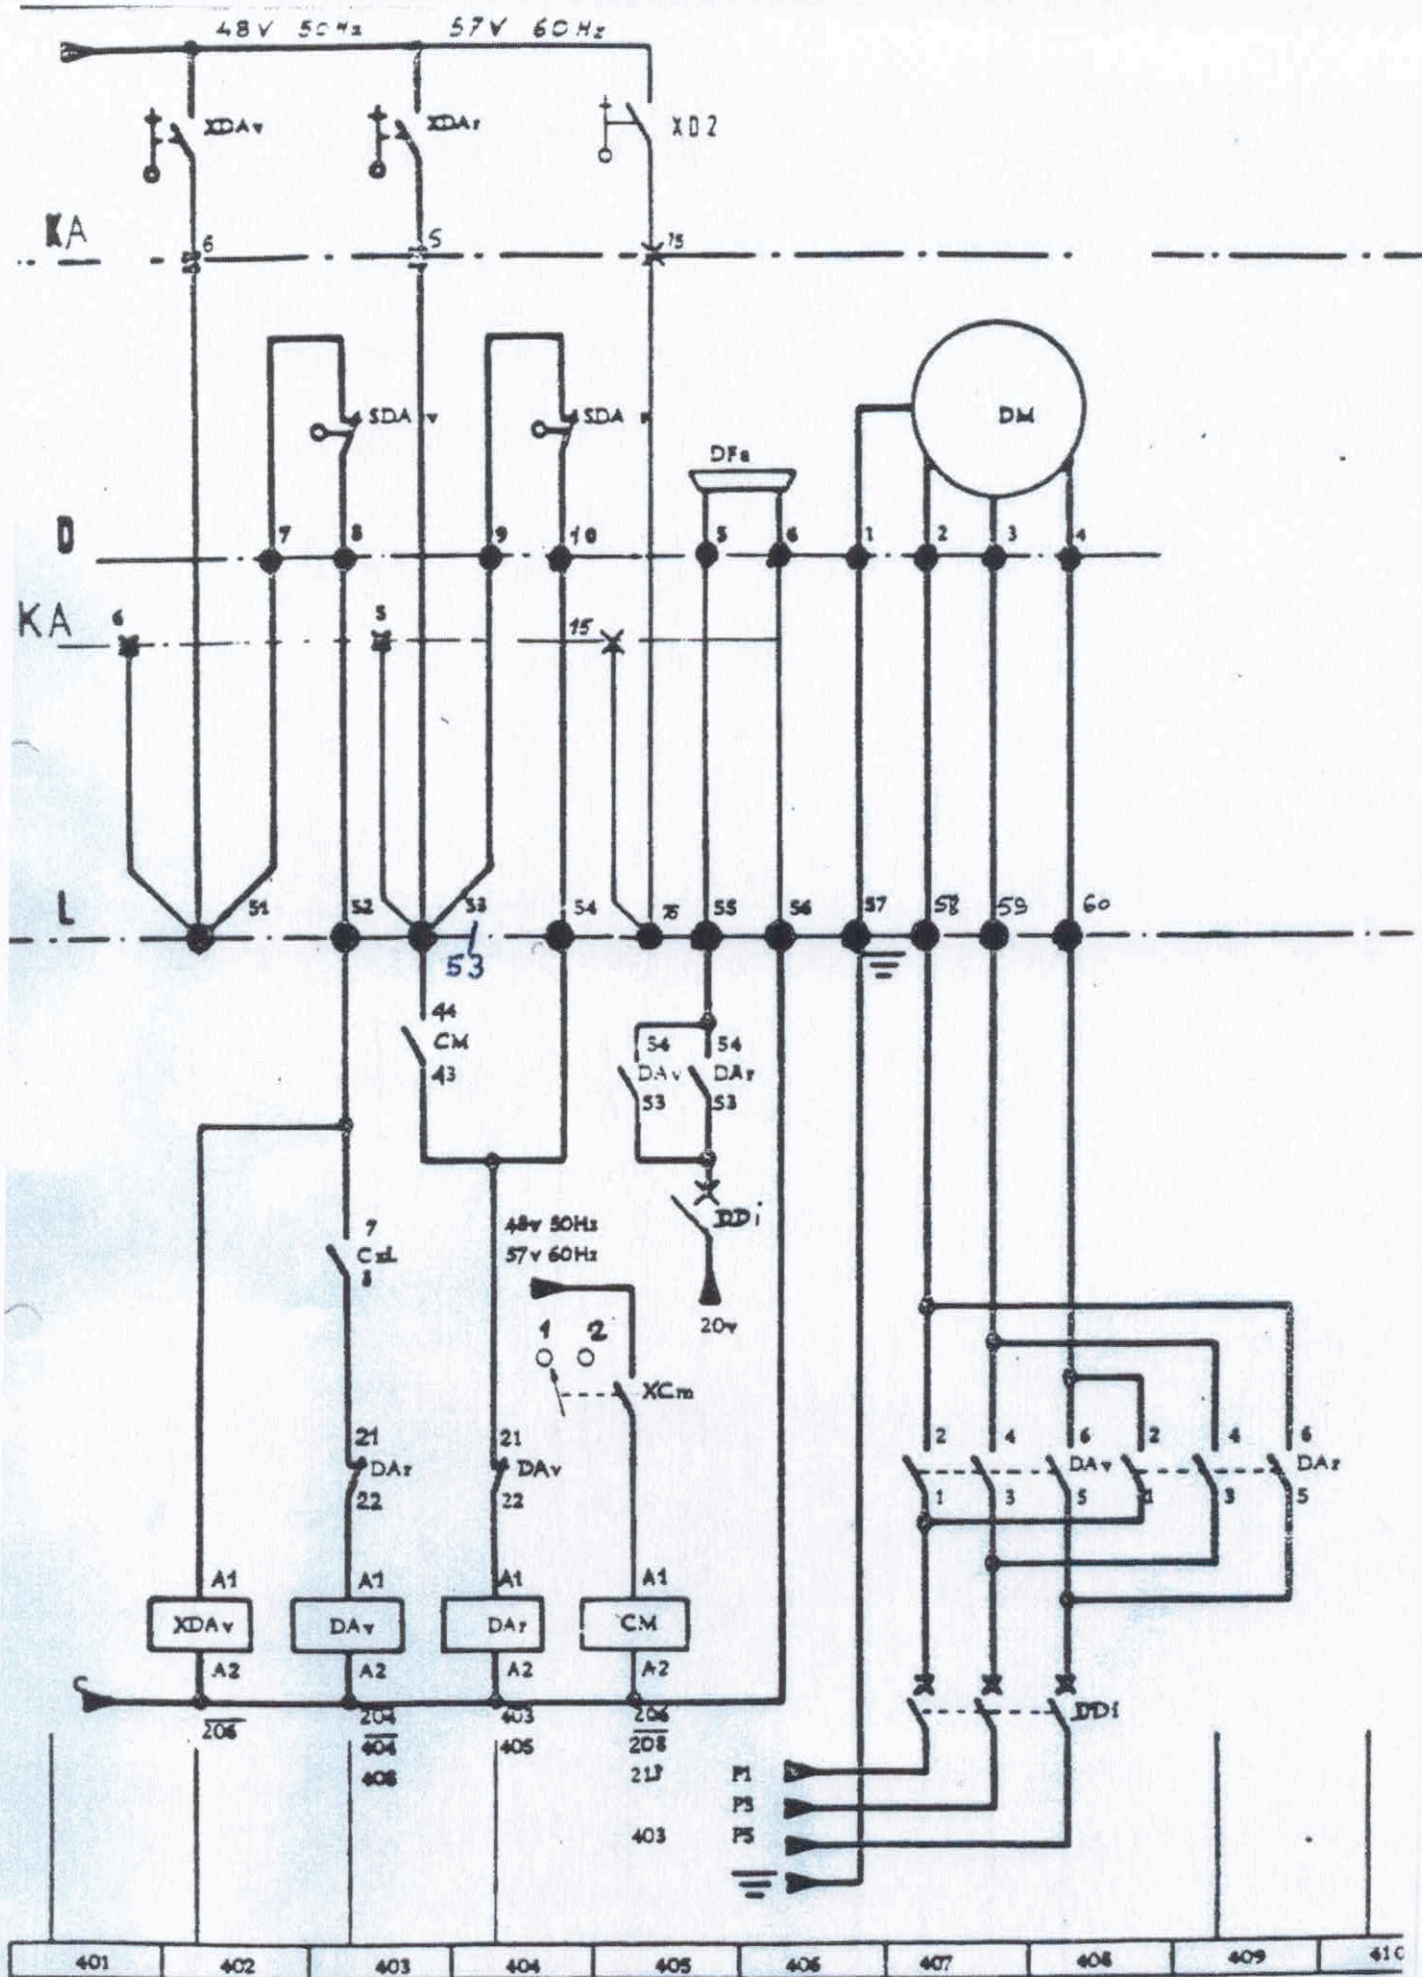 48V 50Hz 57V 60Hz
XDAv XDAr XD2
KA 6 5 15
SDA v SDA r DM
DFe
D 7 8 9 10 5 6 1 2 3 4
KA 6 5 15
L 51 52 53 54 55 56 57 58 59 60
53
44
CM
43
54 54
DAv DAr
53 53
7
CxL
8
48v 50Hz
57v 60Hz
DDi
20v
1 2
XCm
21 21
DAr DAv
22 22
2 4 6 2 4 6
DAv DAr
1 3 5 1 3 5
A1 A1 A1 A1
XDAv DAv DAr CM
A2 A2 A2 A2
DDi
206 204 403 206
404 405 208
408
P1
403 P3
P5
401 402 403 404 405 406 407 408 409 410